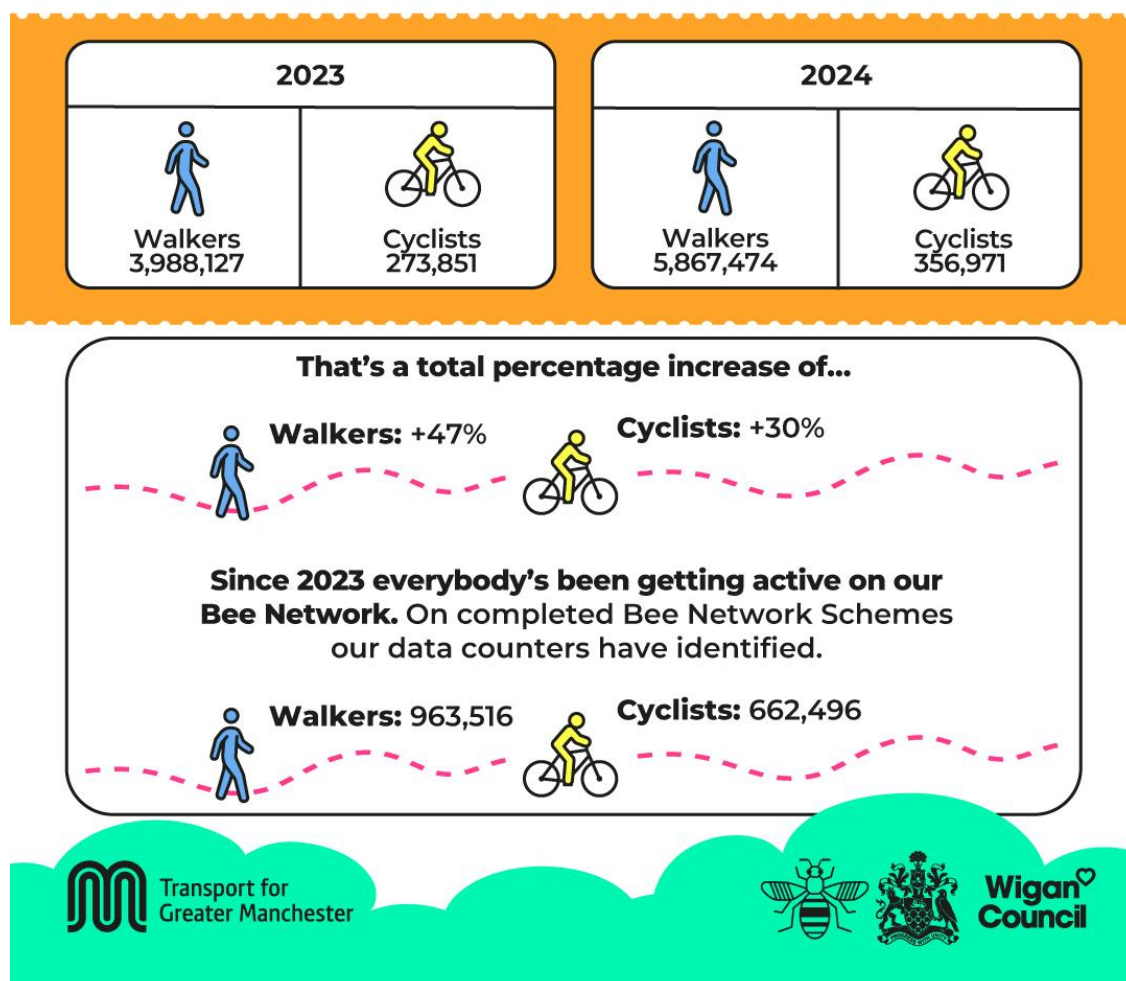 2023
Walkers
3,988,127
Cyclists
273,851
2024
Walkers
5,867,474
Cyclists
356,971
That's a total percentage increase of...
Walkers: +47%
Cyclists: +30%
Since 2023 everybody's been getting active on our
Bee Network. On completed Bee Network Schemes
our data counters have identified.
Walkers: 963,516
Cyclists: 662,496
Transport for
Greater Manchester
Wigan
Council